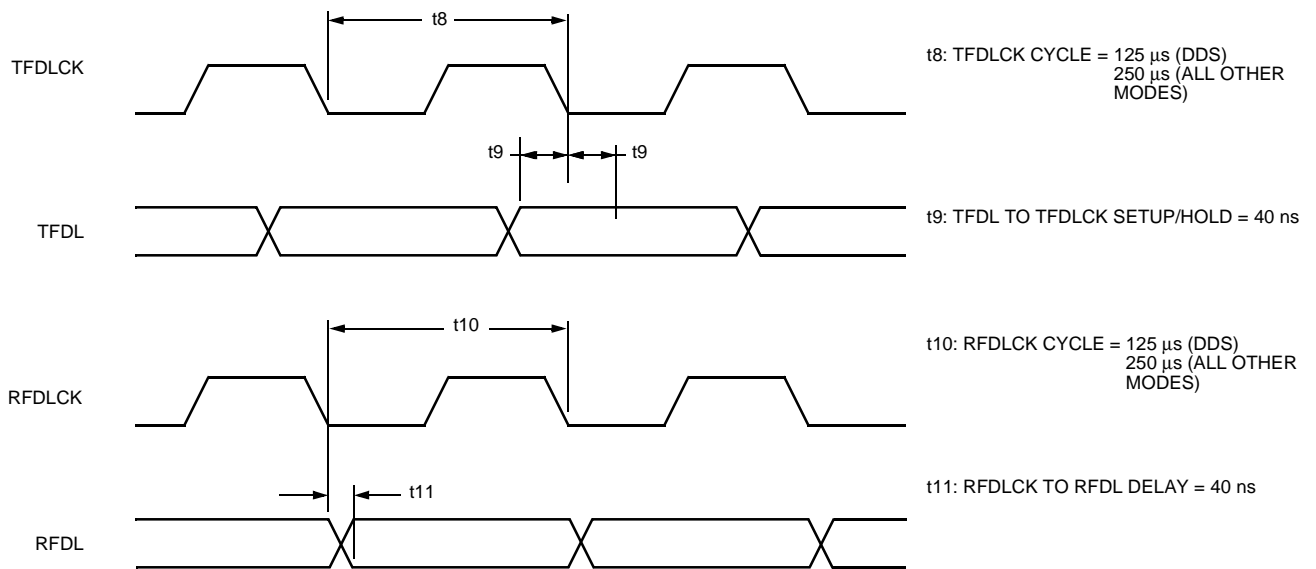 t8
TFDLCK
t8: TFDLCK CYCLE = 125 μs (DDS)
250 μs (ALL OTHER
MODES)
t9
t9
TFDL
t9: TFDL TO TFDLCK SETUP/HOLD = 40 ns
t10
RFDLCK
t10: RFDLCK CYCLE = 125 μs (DDS)
250 μs (ALL OTHER
MODES)
t11
RFDL
t11: RFDLCK TO RFDL DELAY = 40 ns